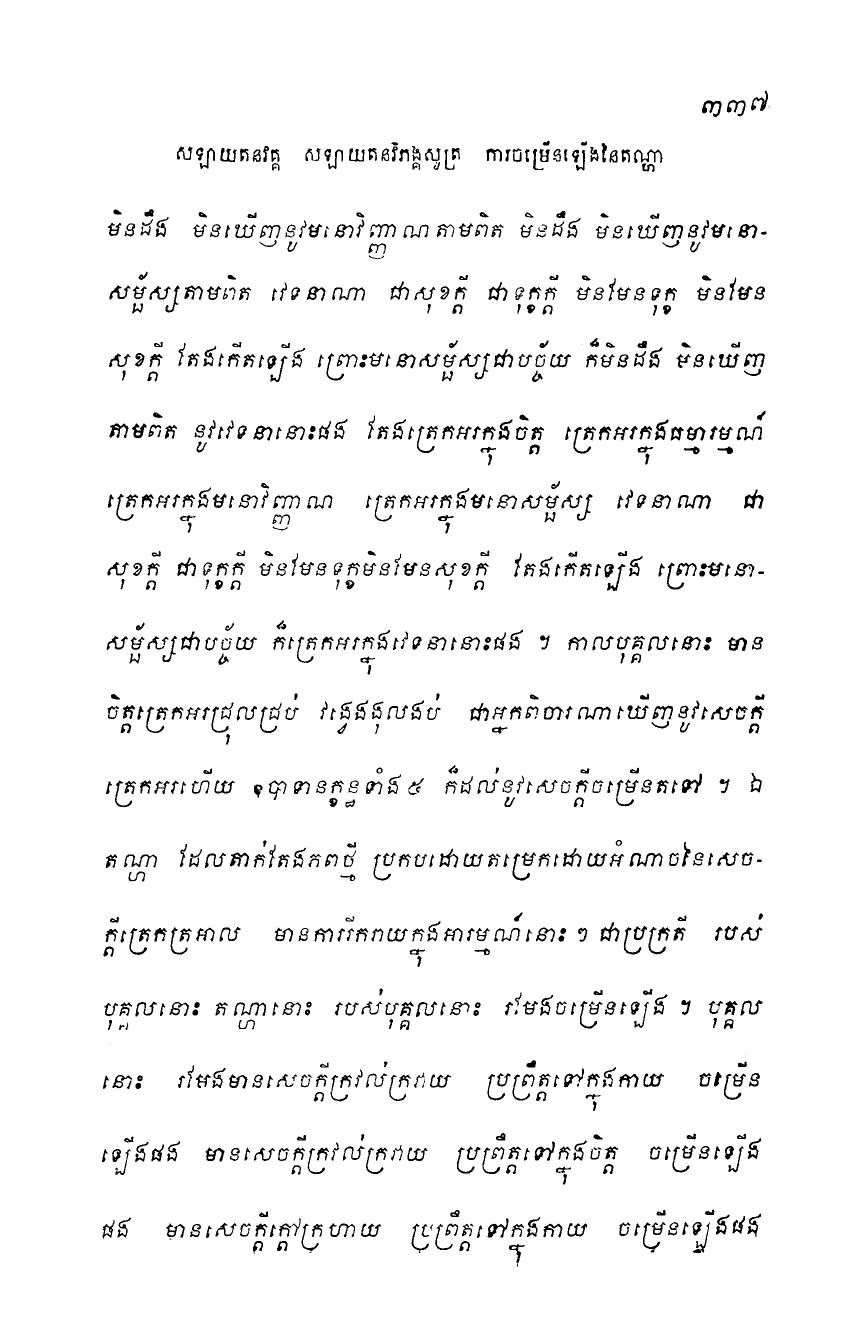 ៣៣៧
សឡាយតនវគ្គ សឡាយតនវិភង្គសូត្រ ការចម្រើនឡើងនៃតណ្ហា
មិនដឹង មិនឃើញនូវមនោវិញ្ញាណតាមពិត មិនដឹង មិនឃើញនូវមនោ-
សម្ផ័ស្សតាមពិត វេទនាណា ជាសុខក្តី ជាទុក្ខក្តី មិនមែនទុក្ខ មិនមែន
សុខក្តី តែងកើតឡើង ព្រោះមនោសម្ផ័ស្សជាបច្ច័យ ក៏មិនដឹង មិនឃើញ
តាមពិត នូវវេទនានោះផង តែងត្រេកអរក្នុងចិត្ត ត្រេកអរក្នុងធម្មារម្មណ៍
ត្រេកអរក្នុងមនោវិញ្ញាណ ត្រេកអរក្នុងមនោសម្ផ័ស្ស វេទនាណា ជា
សុខក្តី ជាទុក្ខក្តី មិនមែនទុក្ខមិនមែនសុខក្តី តែងកើតឡើង ព្រោះមនោ-
សម្ផ័ស្សជាបច្ច័យ ក៏ត្រេកអរក្នុងវេទនានោះផង ។ កាលបុគ្គលនោះ មាន
ចិត្តត្រេកអរជ្រុលជ្រប់ វង្វេងងុលងប់ ជាអ្នកពិចារណាឃើញនូវសេចក្តី
ត្រេកអរហើយ ឧបាទានក្ខន្ធទាំង៥ ក៏ដល់នូវសេចក្តីចម្រើនតទៅ ។ ឯ
តណ្ហា ដែលតាក់តែងភពថ្មី ប្រកបដោយតម្រេកដោយអំណាចនៃសេច-
ក្តីត្រេកត្រអាល មានការរីករាយក្នុងអារម្មណ៍នោះ ៗ ជាប្រក្រតី របស់
បុគ្គលនោះ តណ្ហានោះ របស់បុគ្គលនោះ រមែងចម្រើនឡើង ។ បុគ្គល
នោះ រមែងមានសេចក្តីក្រវល់ក្រវាយ ប្រព្រឹត្តទៅក្នុងកាយ ចម្រើន
ឡើងផង មានសេចក្តីក្រវល់ក្រវាយ ប្រព្រឹត្តទៅក្នុងចិត្ត ចម្រើនឡើង
ផង មានសេចក្តីក្តៅក្រហាយ ប្រព្រឹត្តទៅក្នុងកាយ ចម្រើនឡើងផង